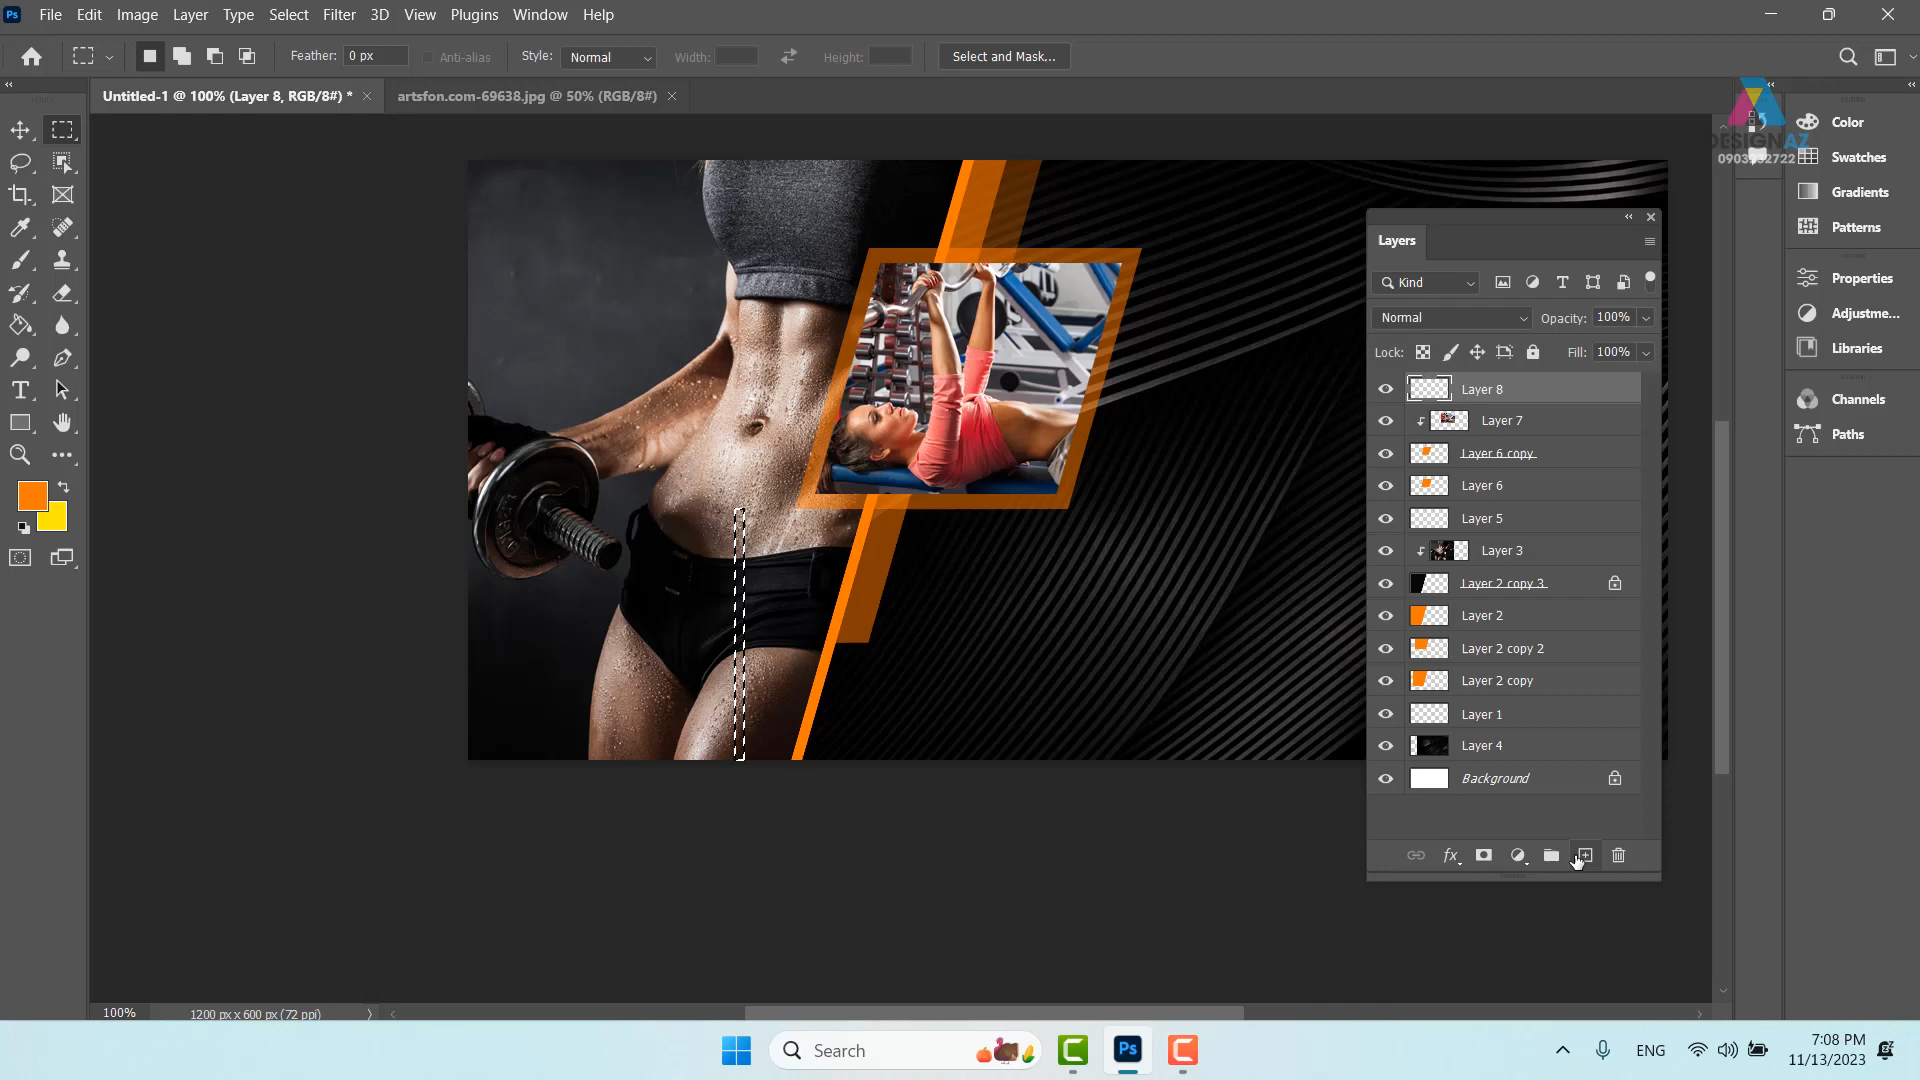 Ps File Edit Image Layer Type Select Filter 3D View Plugins Window Help
Feather: 0 px Anti-alias Style: Normal Width: Height: Select and Mask...
Untitled-1 @ 100% (Layer 8, RGB/8#) * artsfon.com-69638.jpg @ 50% (RGB/8#)
DESIGNAZ
Color
Swatches
Gradients
Patterns
Properties
Adjustme...
Libraries
Channels
Paths
Layers
Kind
Normal Opacity: 100%
Lock: Fill: 100%
Layer 8
Layer 7
Layer 6 copy
Layer 6
Layer 5
Layer 3
Layer 2 copy 3
Layer 2
Layer 2 copy 2
Layer 2 copy
Layer 1
Layer 4
Background
fx
100% 1200 px x 600 px (72 ppi)
Search
Ps
ENG
7:08 PM
11/13/2023